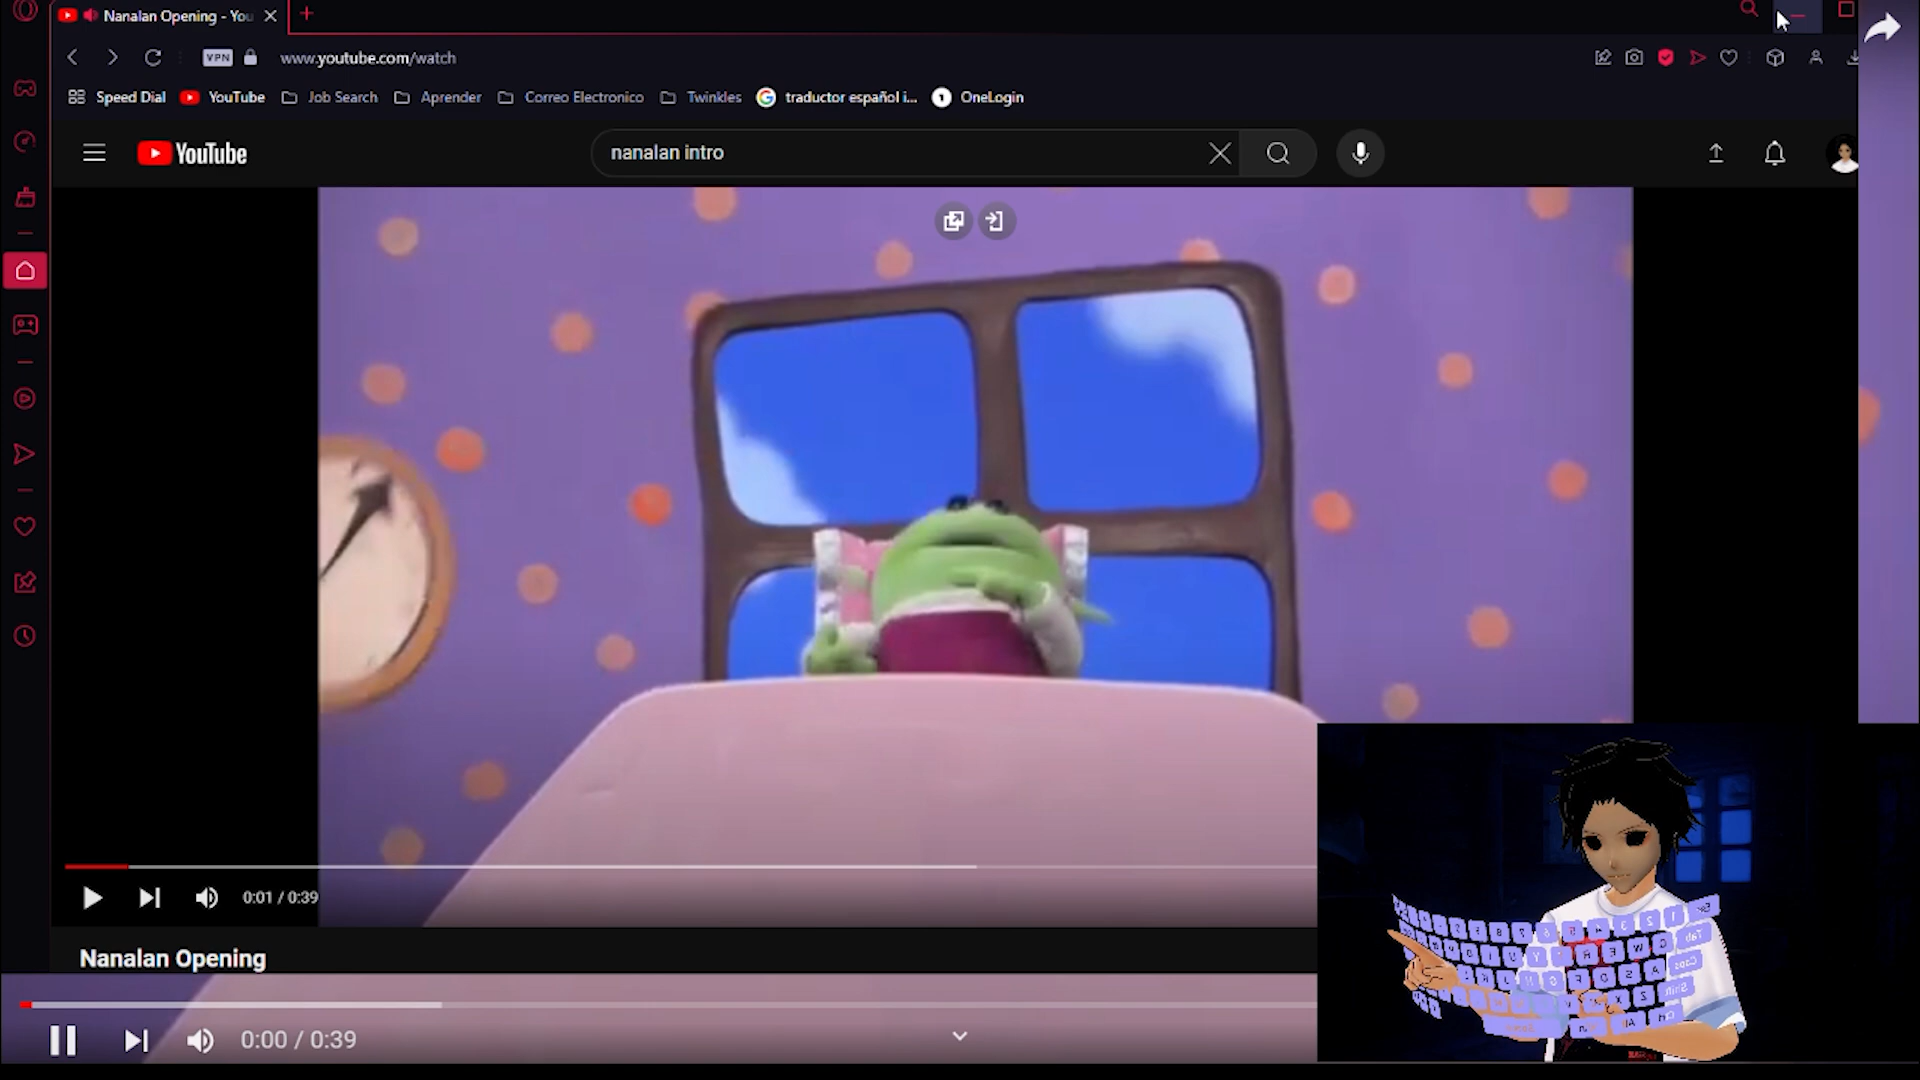 Nanalan Opening - You
VPN
www.youtube.com/watch
Speed Dial YouTube Job Search Aprender Correo Electronico Twinkles traductor español i... OneLogin
YouTube
nanalan intro
0:01 / 0:39
Nanalan Opening
0:00 / 0:39